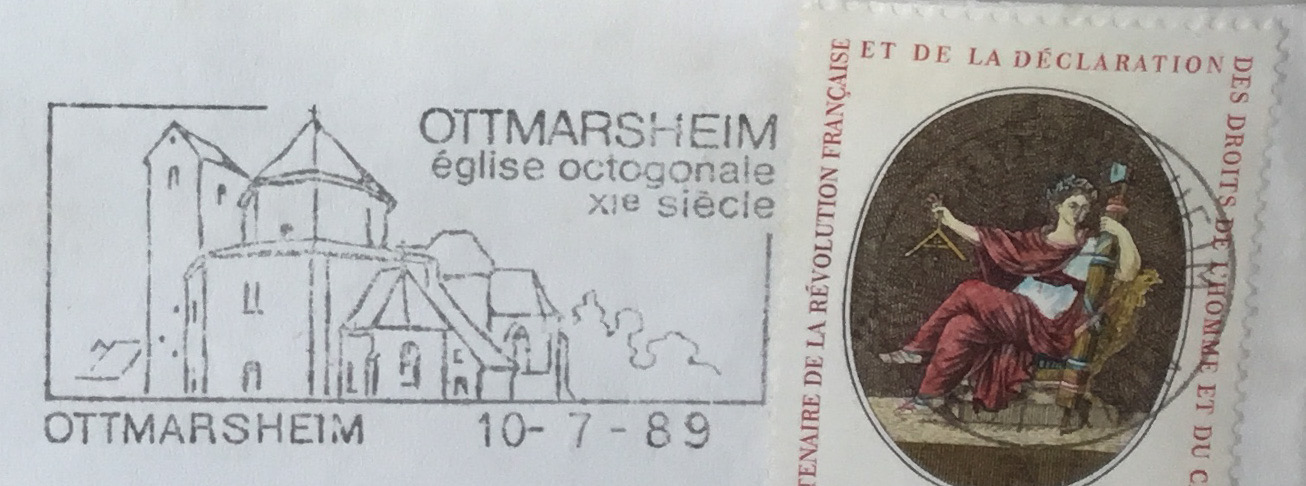 OTTMARSHEIM
église octogonale
XIe siècle
OTTMARSHEIM 10- 7 - 89
TENAIRE DE LA RÉVOLUTION FRANÇAISE
ET DE LA DÉCLARATION
DES DROITS DE L'HOMME ET DU C